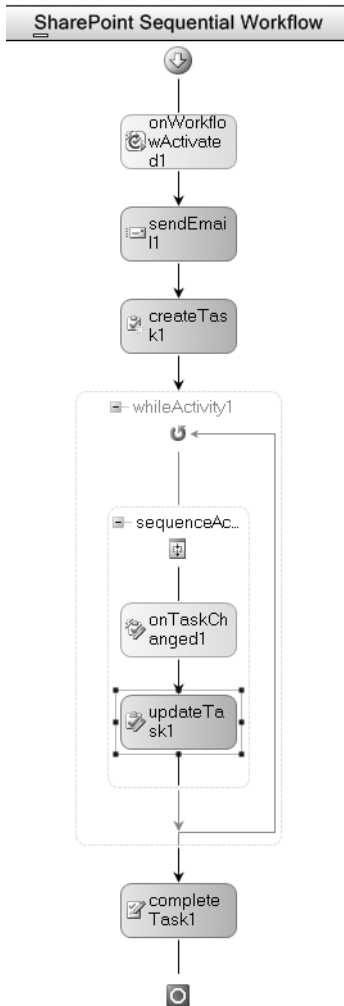 SharePoint Sequential Workflow
onWorkflo
wActivate
d1
sendEmai
l1
createTas
k1
whileActivity1
sequenceAc...
onTaskCh
anged1
updateTa
sk1
complete
Task1